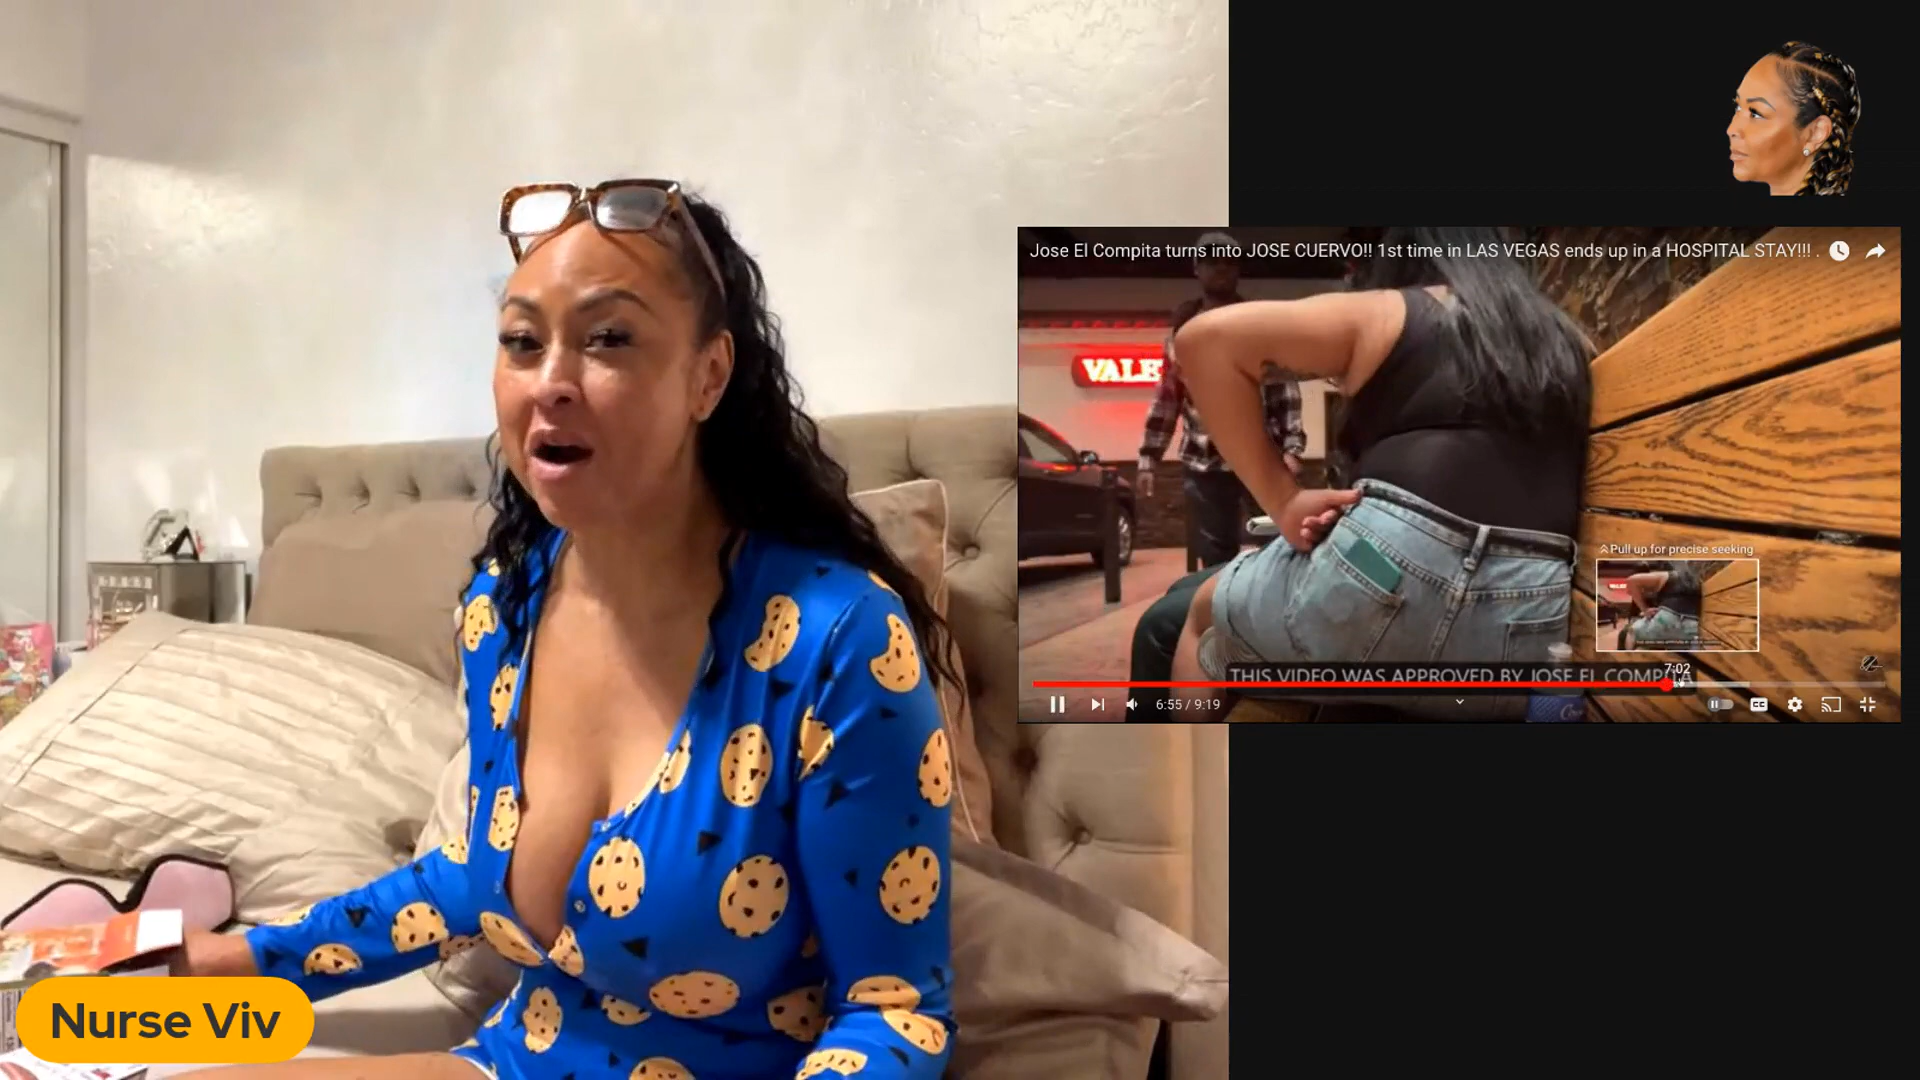 Jose El Compita turns into JOSE CUERVO!! 1st time in LAS VEGAS ends up in a HOSPITAL STAY!!! .
VALE
Pull up for precise seeking
7:02
THIS VIDEO WAS APPROVED BY JOSE EL COMPITA
6:55 / 9:19
CC
Nurse Viv